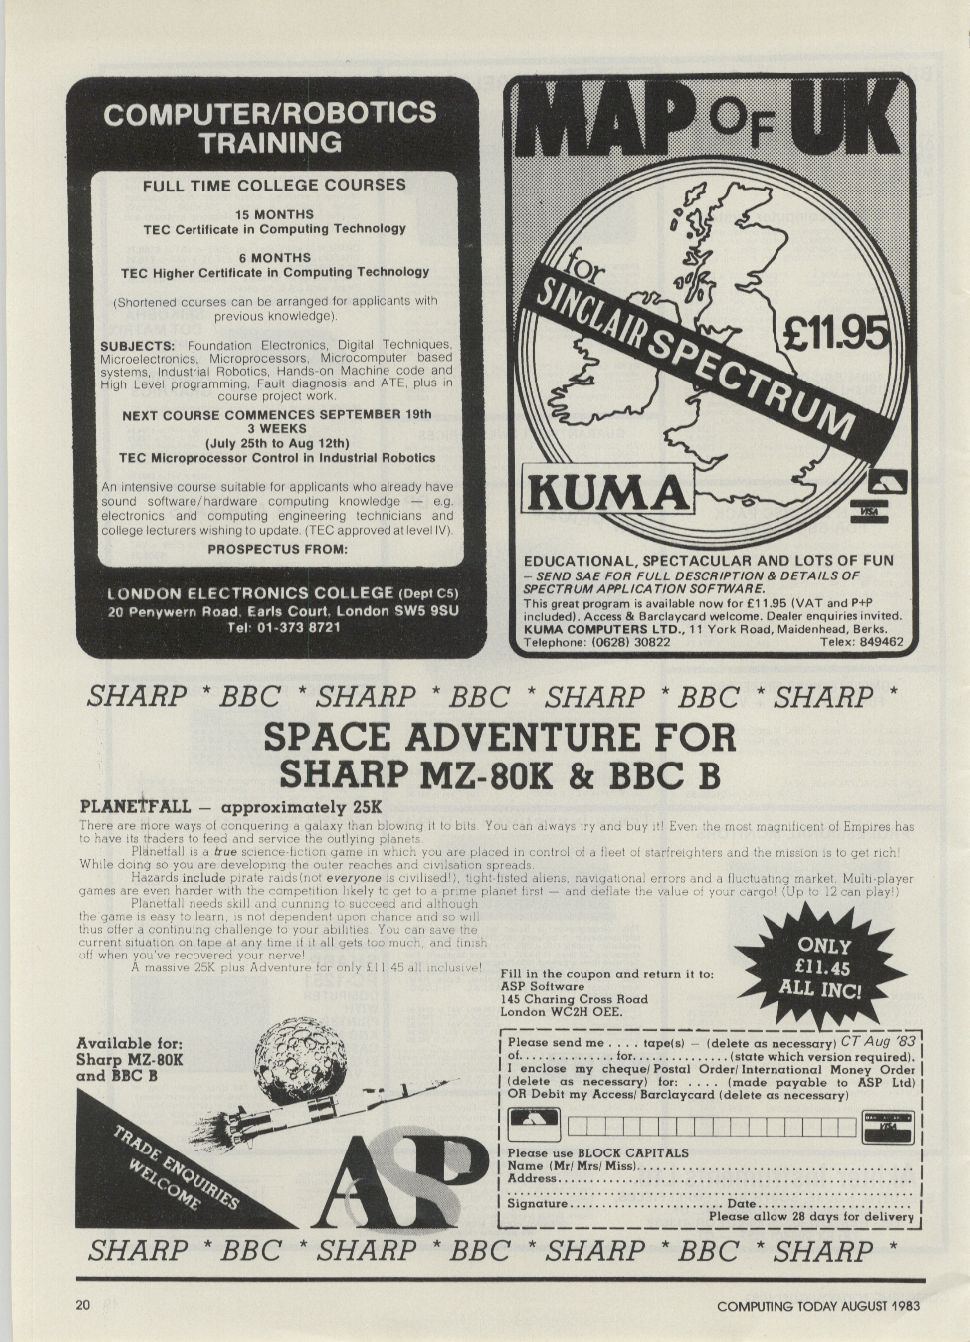 COMPUTER/ROBOTICS
TRAINING
FULL TIME COLLEGE COURSES
15 MONTHS
TEC Certificate in Computing Technology
6 MONTHS
TEC Higher Certificate in Computing Technology
(Shortened courses can be arranged for applicants with
previous knowledge).
SUBJECTS: Foundation Electronics, Digital Techniques,
Microelectronics, Microprocessors, Microcomputer based
systems, Industrial Robotics, Hands-on Machine code and
High Level programming, Fault diagnosis and ATE, plus in
course project work.
NEXT COURSE COMMENCES SEPTEMBER 19th
3 WEEKS
(July 25th to Aug 12th)
TEC Microprocessor Control in Industrial Robotics
An intensive course suitable for applicants who already have
sound software/hardware computing knowledge — e.g.
electronics and computing engineering technicians and
college lecturers wishing to update. (TEC approved at level IV).
PROSPECTUS FROM:
LONDON ELECTRONICS COLLEGE (Dept C5)
20 Penywern Road, Earls Court, London SW5 9SU
Tel: 01-373 8721
MAP OF UK
for
SINCLAIR SPECTRUM
£11.95
KUMA
VISA
EDUCATIONAL, SPECTACULAR AND LOTS OF FUN
– SEND SAE FOR FULL DESCRIPTION & DETAILS OF
SPECTRUM APPLICATION SOFTWARE.
This great program is available now for £11.95 (VAT and P+P
included). Access & Barclaycard welcome. Dealer enquiries invited.
KUMA COMPUTERS LTD., 11 York Road, Maidenhead, Berks.
Telephone: (0628) 30822 Telex: 849462
SHARP * BBC * SHARP * BBC * SHARP * BBC * SHARP *
SPACE ADVENTURE FOR
SHARP MZ-80K & BBC B
PLANETFALL — approximately 25K
There are more ways of conquering a galaxy than blowing it to bits. You can always try and buy it! Even the most magnificent of Empires has
to have its traders to feed and service the outlying planets.
Planetfall is a true science-fiction game in which you are placed in control of a fleet of starfreighters and the mission is to get rich!
While doing so you are developing the outer reaches and civilsation spreads.
Hazards include pirate raids(not everyone is civilised!), tight-fisted aliens, navigational errors and a fluctuating market. Multi-player
games are even harder with the competition likely to get to a prime planet first — and deflate the value of your cargo! (Up to 12 can play!)
Planetfall needs skill and cunning to succeed and although
the game is easy to learn, is not dependent upon chance and so will
thus offer a continuing challenge to your abilities. You can save the
current situation on tape at any time if it all gets too much, and finish
off when you've recovered your nerve!
A massive 25K plus Adventure for only £11.45 all inclusive!
ONLY
£11.45
ALL INC!
Fill in the coupon and return it to:
ASP Software
145 Charing Cross Road
London WC2H OEE.
Available for:
Sharp MZ-80K
and BBC B
TRADE ENQUIRIES
WELCOME
ASP
Please send me . . . . tape(s) — (delete as necessary) CT Aug '83
of. . . . . . . . . . . . . . for. . . . . . . . . . . . . . (state which version required).
I enclose my cheque/ Postal Order/ International Money Order
(delete as necessary) for: . . . . (made payable to ASP Ltd)
OR Debit my Access/ Barclaycard (delete as necessary)
VISA
Please use BLOCK CAPITALS
Name (Mr/ Mrs/ Miss). . . . . . . . . . . . . . . . . . . .
Address. . . . . . . . . . . . . . . . . . . .
Signature. . . . . . . . . . . . . . . . . . . . Date. . . . . . . . . . . . . . . . . . . .
Please allow 28 days for delivery
SHARP * BBC * SHARP * BBC * SHARP * BBC * SHARP *
20
COMPUTING TODAY AUGUST 1983